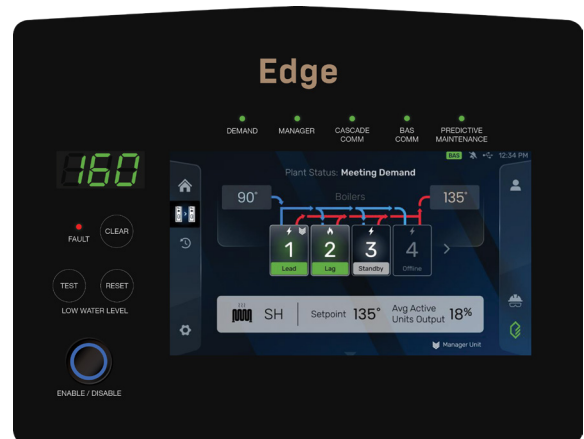 Edge
DEMAND
MANAGER
CASCADE
COMM
BAS
COMM
PREDICTIVE
MAINTENANCE
160
FAULT
CLEAR
TEST
RESET
LOW WATER LEVEL
ENABLE / DISABLE
BAS 12:34 PM
Plant Status: Meeting Demand
90° Boilers 135°
1 2 3 4
Lead Lag Standby Offline
SH Setpoint 135° Avg Active
Units Output 18%
Manager Unit